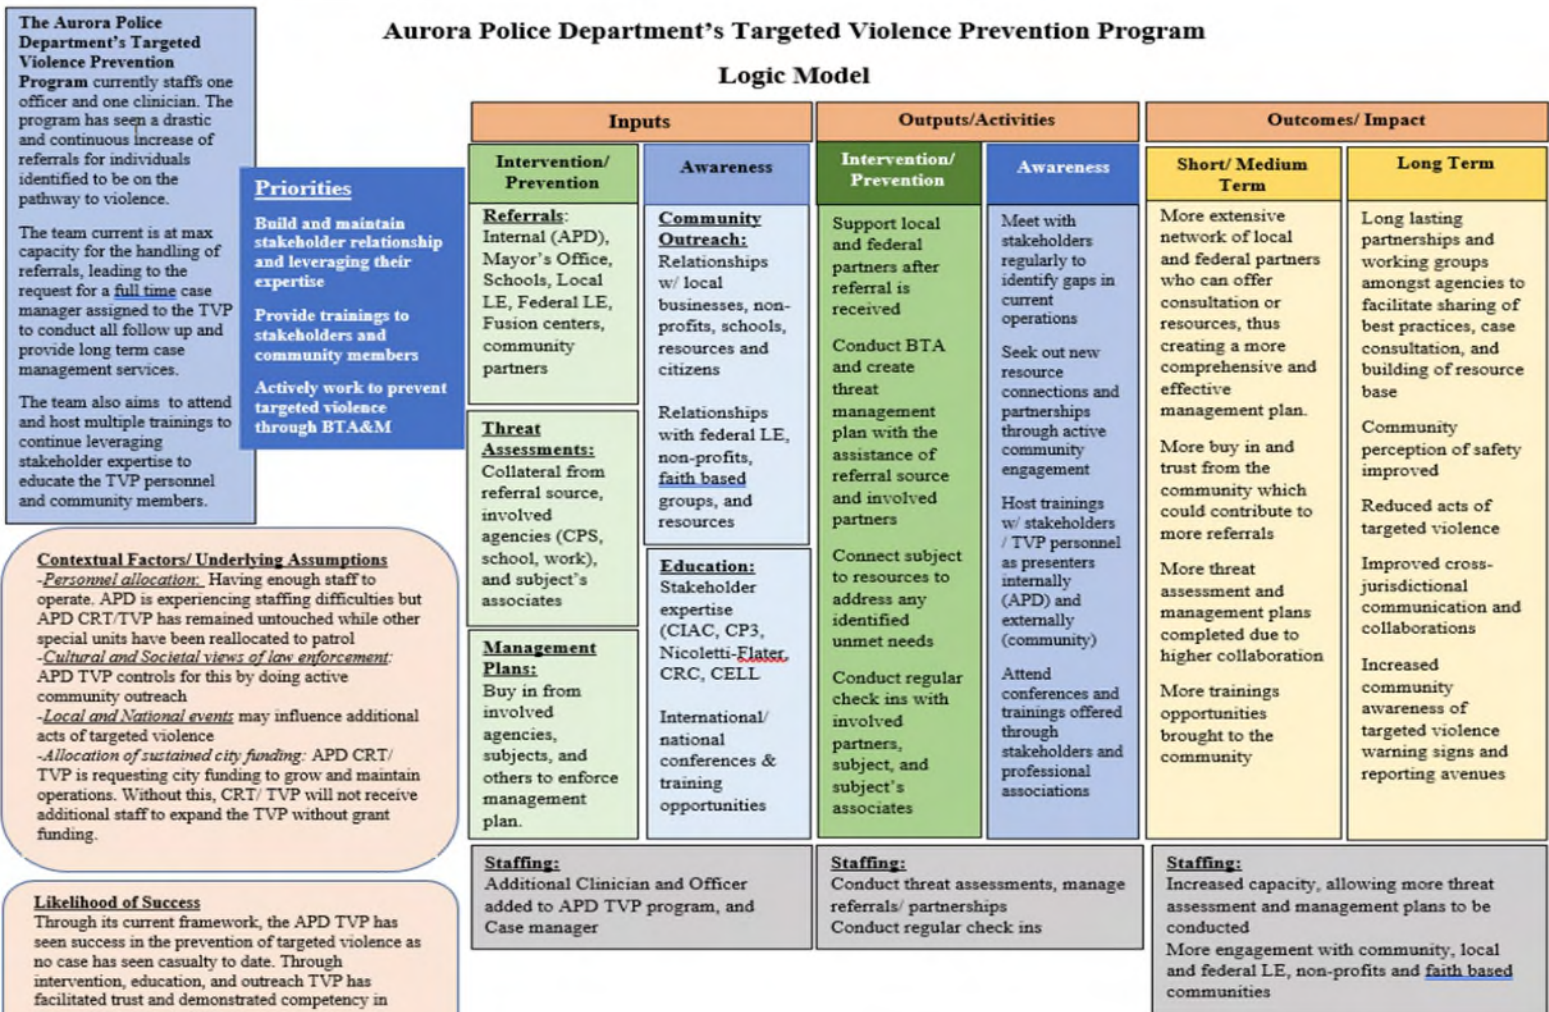 Aurora Police Department's Targeted Violence Prevention Program
Logic Model
The Aurora Police
Department's Targeted
Violence Prevention
Program currently staffs one
officer and one clinician. The
program has seen a drastic
and continuous increase of
referrals for individuals
identified to be on the
pathway to violence.
The team current is at max
capacity for the handling of
referrals, leading to the
request for a full time case
manager assigned to the TVP
to conduct all follow up and
provide long term case
management services.
The team also aims to attend
and host multiple trainings to
continue leveraging
stakeholder expertise to
educate the TVP personnel
and community members.
Priorities
Build and maintain
stakeholder relationship
and leveraging their
expertise
Provide trainings to
stakeholders and
community members
Actively work to prevent
targeted violence
through BTA&M
Contextual Factors/ Underlying Assumptions
-Personnel allocation: Having enough staff to
operate. APD is experiencing staffing difficulties but
APD CRT/TVP has remained untouched while other
special units have been reallocated to patrol
-Cultural and Societal views of law enforcement:
APD TVP controls for this by doing active
community outreach
-Local and National events may influence additional
acts of targeted violence
-Allocation of sustained city funding: APD CRT/
TVP is requesting city funding to grow and maintain
operations. Without this, CRT/ TVP will not receive
additional staff to expand the TVP without grant
funding.
Likelihood of Success
Through its current framework, the APD TVP has
seen success in the prevention of targeted violence as
no case has seen casualty to date. Through
intervention, education, and outreach TVP has
facilitated trust and demonstrated competency in
Inputs
Intervention/
Prevention
Referrals:
Internal (APD),
Mayor's Office,
Schools, Local
LE, Federal LE,
Fusion centers,
community
partners
Threat
Assessments:
Collateral from
referral source,
involved
agencies (CPS,
school, work),
and subject's
associates
Management
Plans:
Buy in from
involved
agencies,
subjects, and
others to enforce
management
plan.
Awareness
Community
Outreach:
Relationships
w/ local
businesses, non-
profits, schools,
resources and
citizens
Relationships
with federal LE,
non-profits,
faith based
groups, and
resources
Education:
Stakeholder
expertise
(CIAC, CP3,
Nicoletti-Flater,
CRC, CELL
International/
national
conferences &
training
opportunities
Staffing:
Additional Clinician and Officer
added to APD TVP program, and
Case manager
Outputs/Activities
Intervention/
Prevention
Support local
and federal
partners after
referral is
received
Conduct BTA
and create
threat
management
plan with the
assistance of
referral source
and involved
partners
Connect subject
to resources to
address any
identified
unmet needs
Conduct regular
check ins with
involved
partners,
subject, and
subject's
associates
Awareness
Meet with
stakeholders
regularly to
identify gaps in
current
operations
Seek out new
resource
connections and
partnerships
through active
community
engagement
Host trainings
w/ stakeholders
/ TVP personnel
as presenters
internally
(APD) and
externally
(community)
Attend
conferences and
trainings offered
through
stakeholders and
professional
associations
Staffing:
Conduct threat assessments, manage
referrals/ partnerships
Conduct regular check ins
Outcomes/ Impact
Short/ Medium
Term
More extensive
network of local
and federal partners
who can offer
consultation or
resources, thus
creating a more
comprehensive and
effective
management plan.
More buy in and
trust from the
community which
could contribute to
more referrals
More threat
assessment and
management plans
completed due to
higher collaboration
More trainings
opportunities
brought to the
community
Long Term
Long lasting
partnerships and
working groups
amongst agencies to
facilitate sharing of
best practices, case
consultation, and
building of resource
base
Community
perception of safety
improved
Reduced acts of
targeted violence
Improved cross-
jurisdictional
communication and
collaborations
Increased
community
awareness of
targeted violence
warning signs and
reporting avenues
Staffing:
Increased capacity, allowing more threat
assessment and management plans to be
conducted
More engagement with community, local
and federal LE, non-profits and faith based
communities